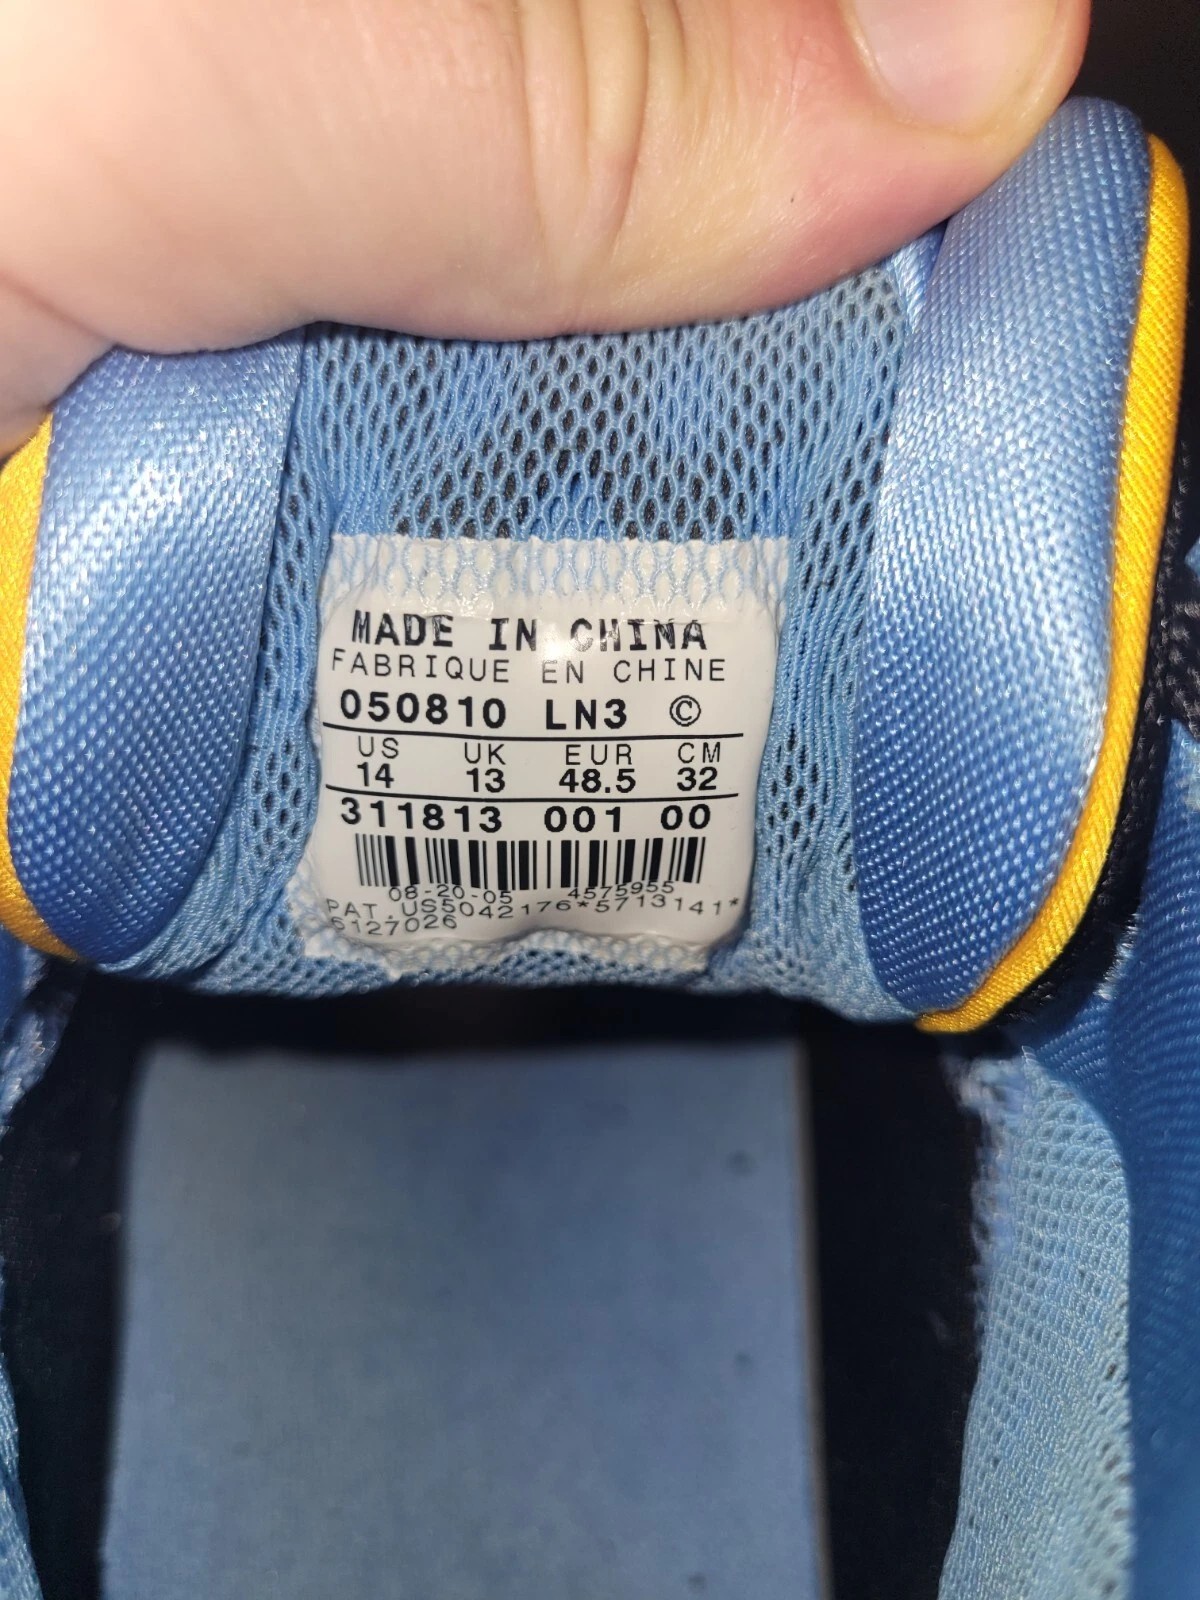 MADE IN CHINA
FABRIQUE EN CHINE
050810 LN3 ©
US UK EUR CM
14 13 48.5 32
311813 001 00
08-20-05 4575955
PAT.US5042176*5713141*
6127026